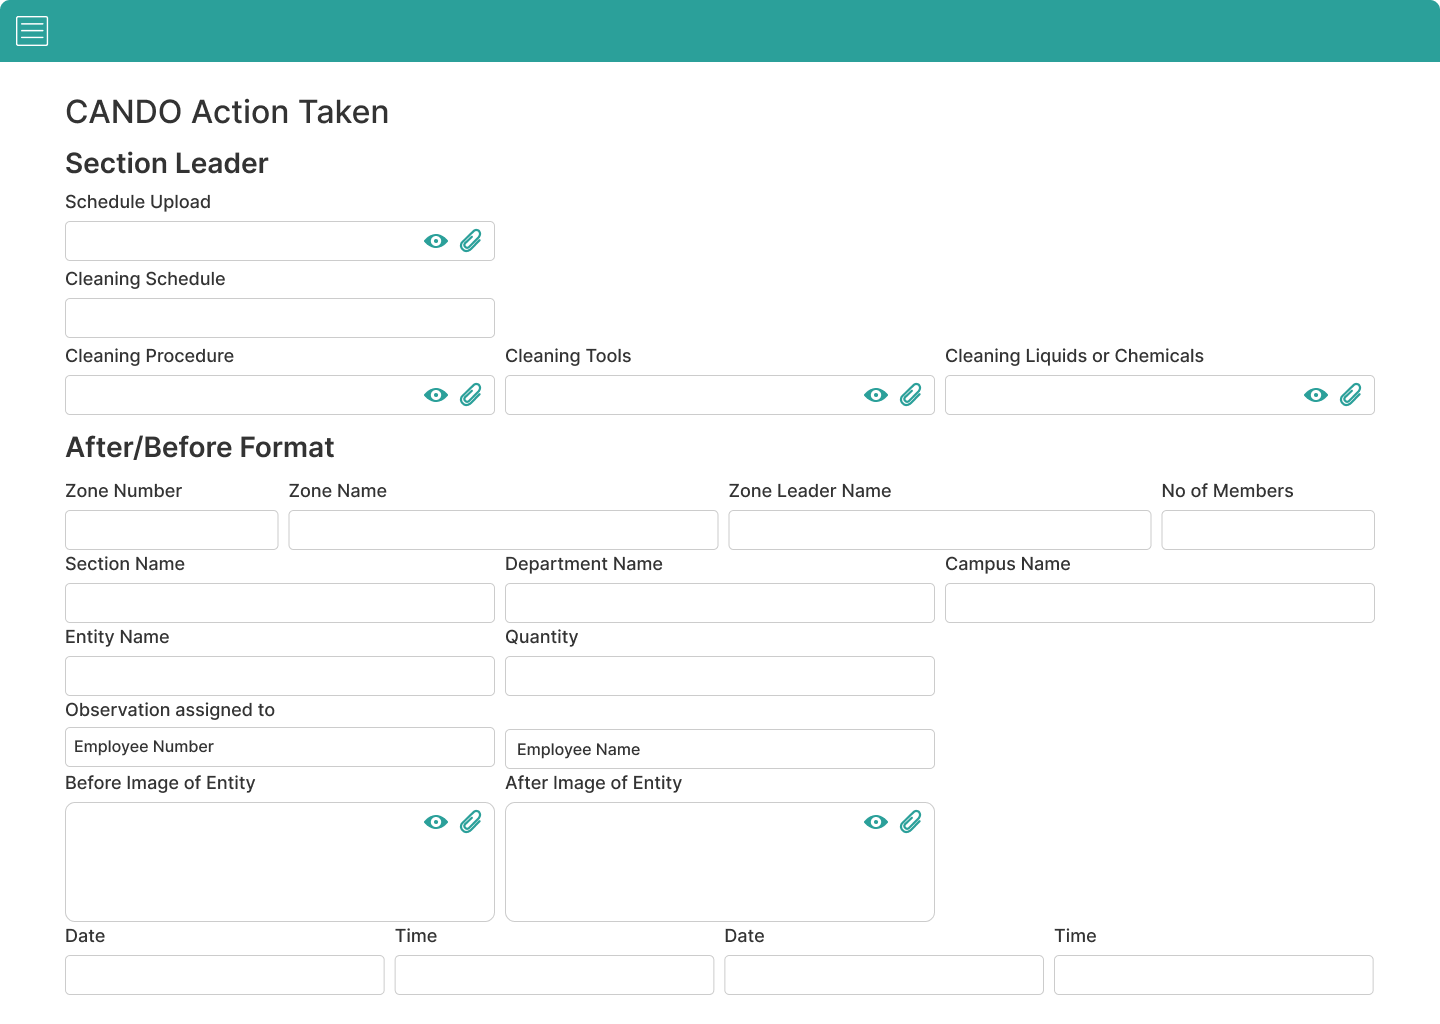 CANDO Action Taken
Section Leader
Schedule Upload
Cleaning Schedule
Cleaning Procedure Cleaning Tools Cleaning Liquids or Chemicals
After/Before Format
Zone Number Zone Name Zone Leader Name No of Members
Section Name Department Name Campus Name
Entity Name Quantity
Observation assigned to
Employee Number Employee Name
Before Image of Entity After Image of Entity
Date Time Date Time